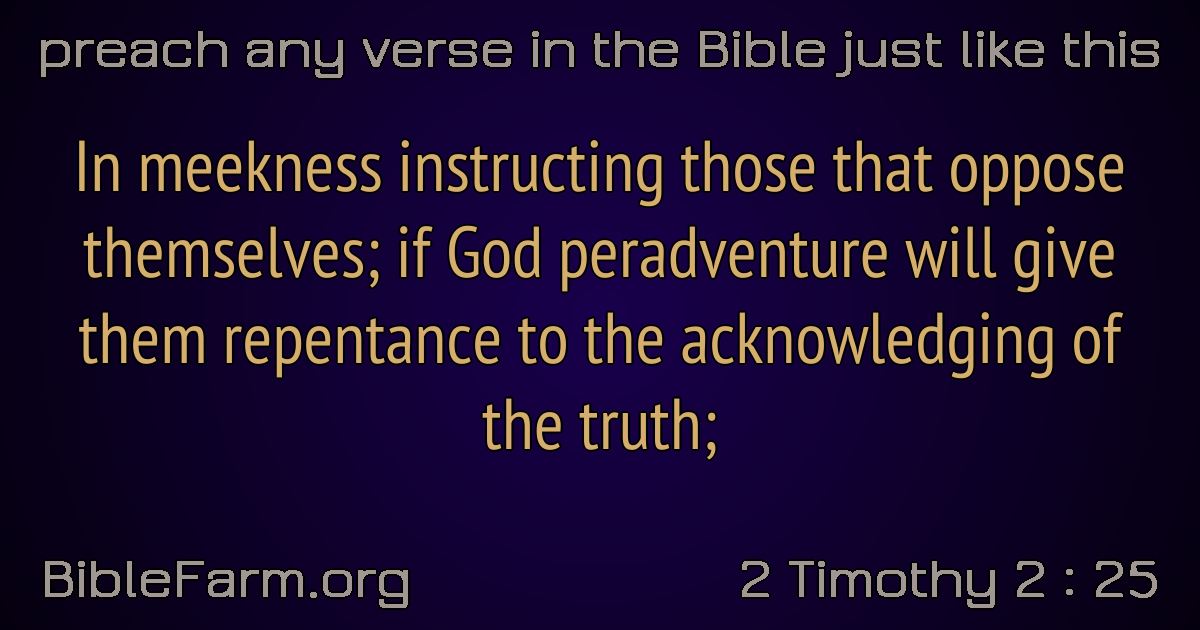 preach any verse in the Bible just like this
In meekness instructing those that oppose
themselves; if God peradventure will give
them repentance to the acknowledging of
the truth;
BibleFarm.org
2 Timothy 2 : 25